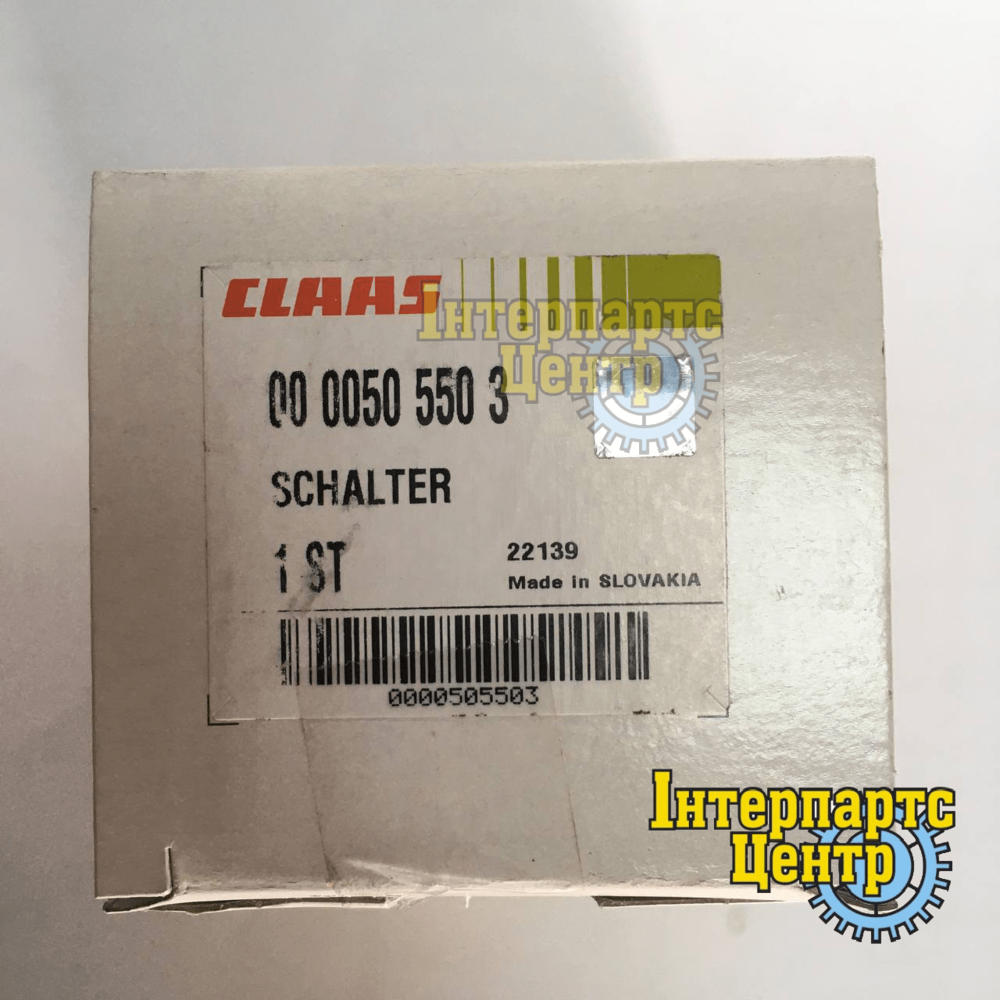 CLAAS
Інтерпартс
Центр
00 0050 550 3
SCHALTER
1 ST
22139
Made in SLOVAKIA
0000505503
Інтерпартс
Центр